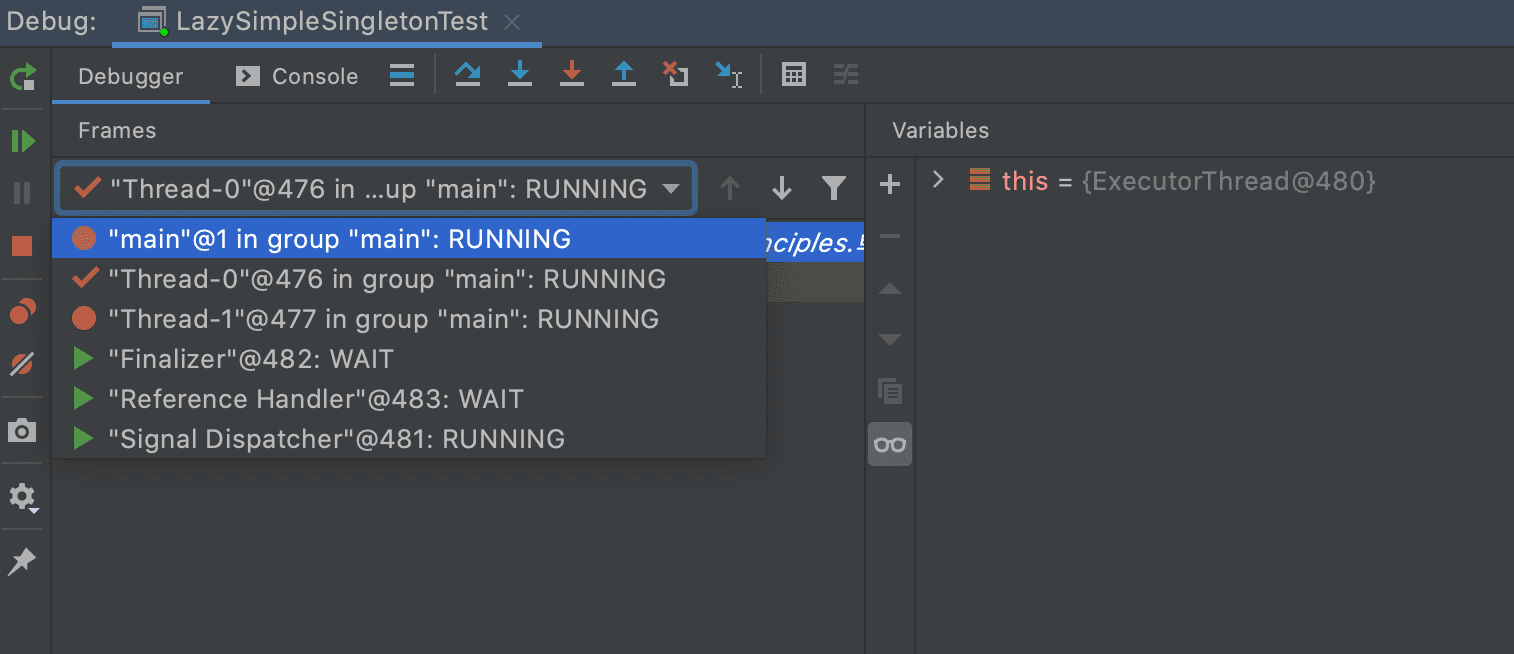 Debug: LazySimpleSingletonTest
Debugger Console
Frames
Variables
"Thread-0"@476 in ...up "main": RUNNING
this = {ExecutorThread@480}
"main"@1 in group "main": RUNNING
"Thread-0"@476 in group "main": RUNNING
"Thread-1"@477 in group "main": RUNNING
"Finalizer"@482: WAIT
"Reference Handler"@483: WAIT
"Signal Dispatcher"@481: RUNNING